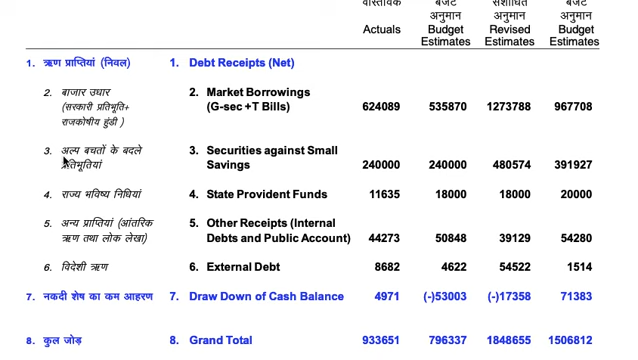 वास्तविक बजट संशोधित बजट
अनुमान अनुमान अनुमान
Actuals Budget Revised Budget
Estimates Estimates Estimates
1. ऋण प्राप्तियां (निवल) 1. Debt Receipts (Net)
2. बाजार उधार 2. Market Borrowings
(सरकारी प्रतिभूति+ (G-sec +T Bills) 624089 535870 1273788 967708
राजकोषीय हुंडी )
3. अल्प बचतों के बदले 3. Securities against Small
प्रतिभूतियां Savings 240000 240000 480574 391927
4. राज्य भविष्य निधियां 4. State Provident Funds 11635 18000 18000 20000
5. अन्य प्राप्तियां (आंतरिक 5. Other Receipts (Internal
ऋण तथा लोक लेखा) Debts and Public Account) 44273 50848 39129 54280
6. विदेशी ऋण 6. External Debt 8682 4622 54522 1514
7. नकदी शेष का कम आहरण 7. Draw Down of Cash Balance 4971 (-)53003 (-)17358 71383
8. कुल जोड़ 8. Grand Total 933651 796337 1848655 1506812